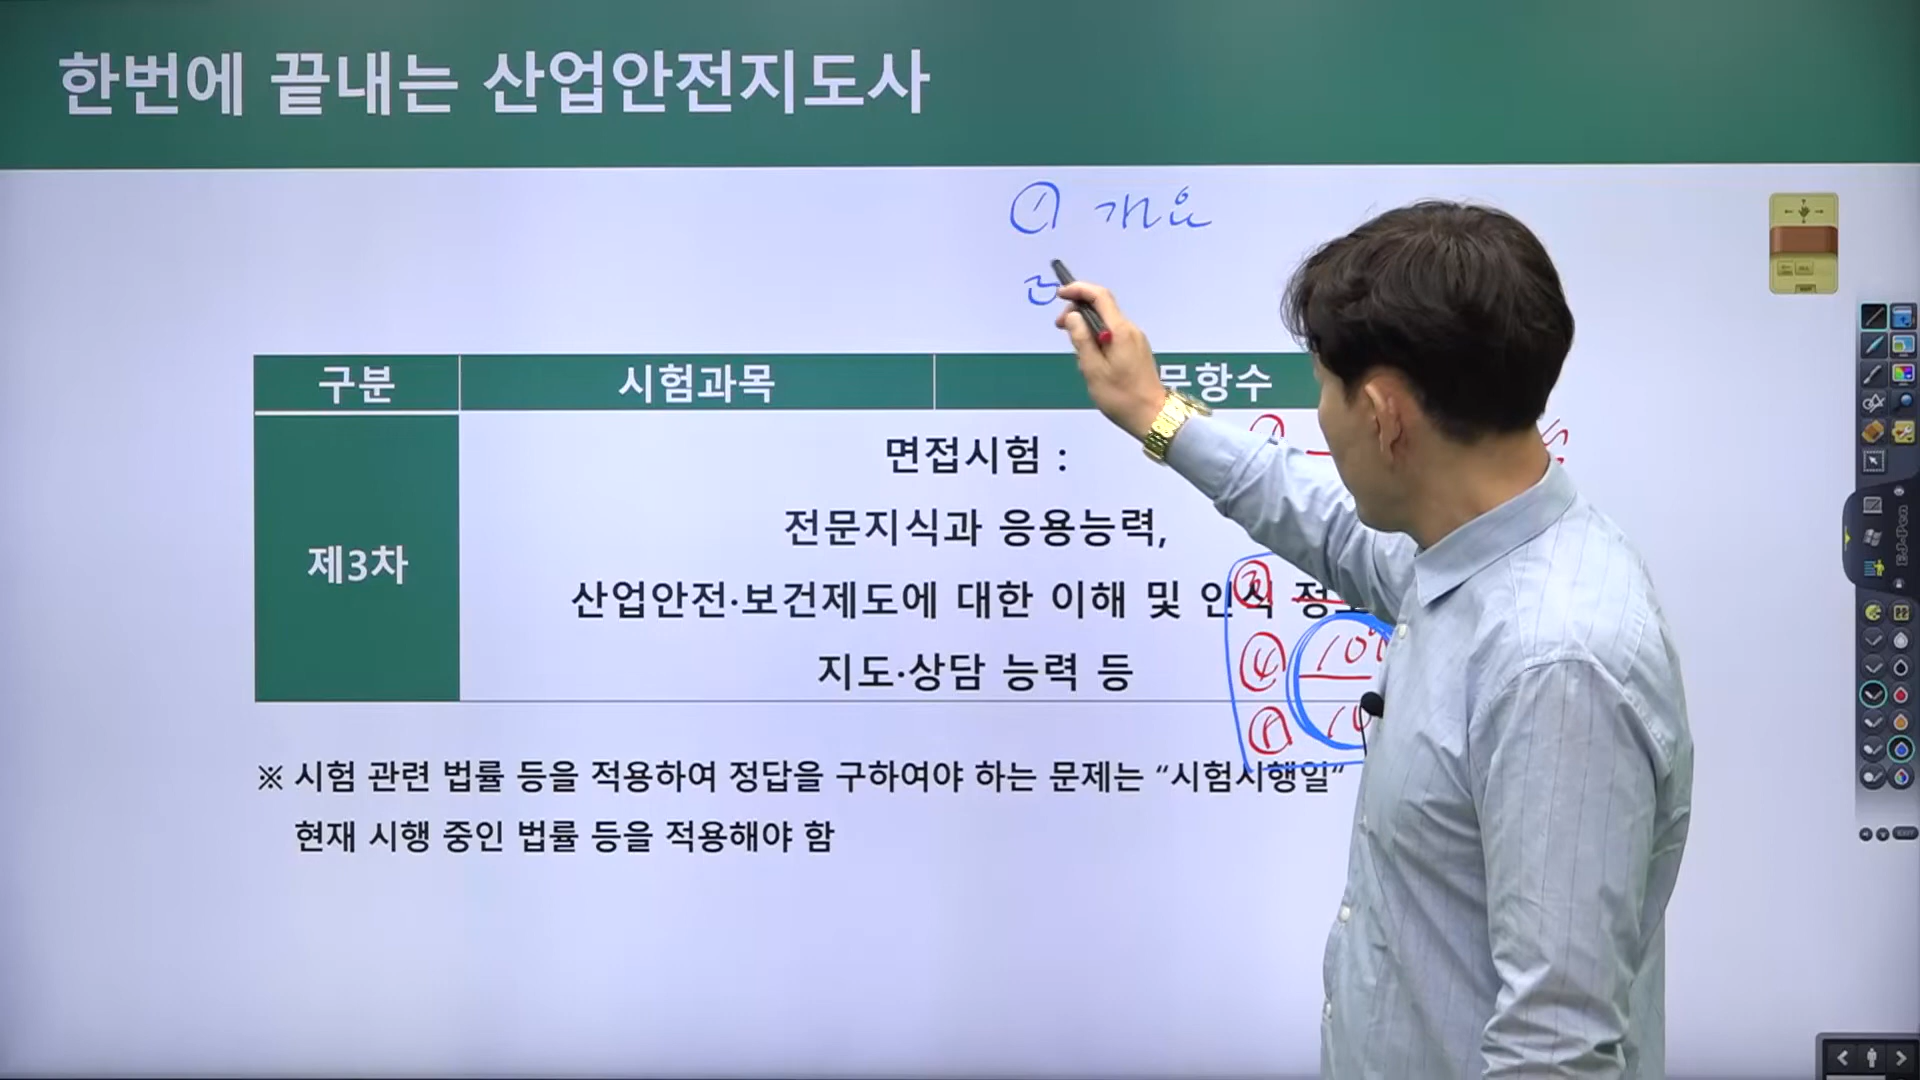 한번에 끝내는 산업안전지도사
① 개요
구분
시험과목
문항수
제3차
면접시험 :
전문지식과 응용능력,
산업안전·보건제도에 대한 이해 및 인식 정도
지도·상담 능력 등
④ 10
⑤ 10
※ 시험 관련 법률 등을 적용하여 정답을 구하여야 하는 문제는 “시험시행일”
현재 시행 중인 법률 등을 적용해야 함
EXIT